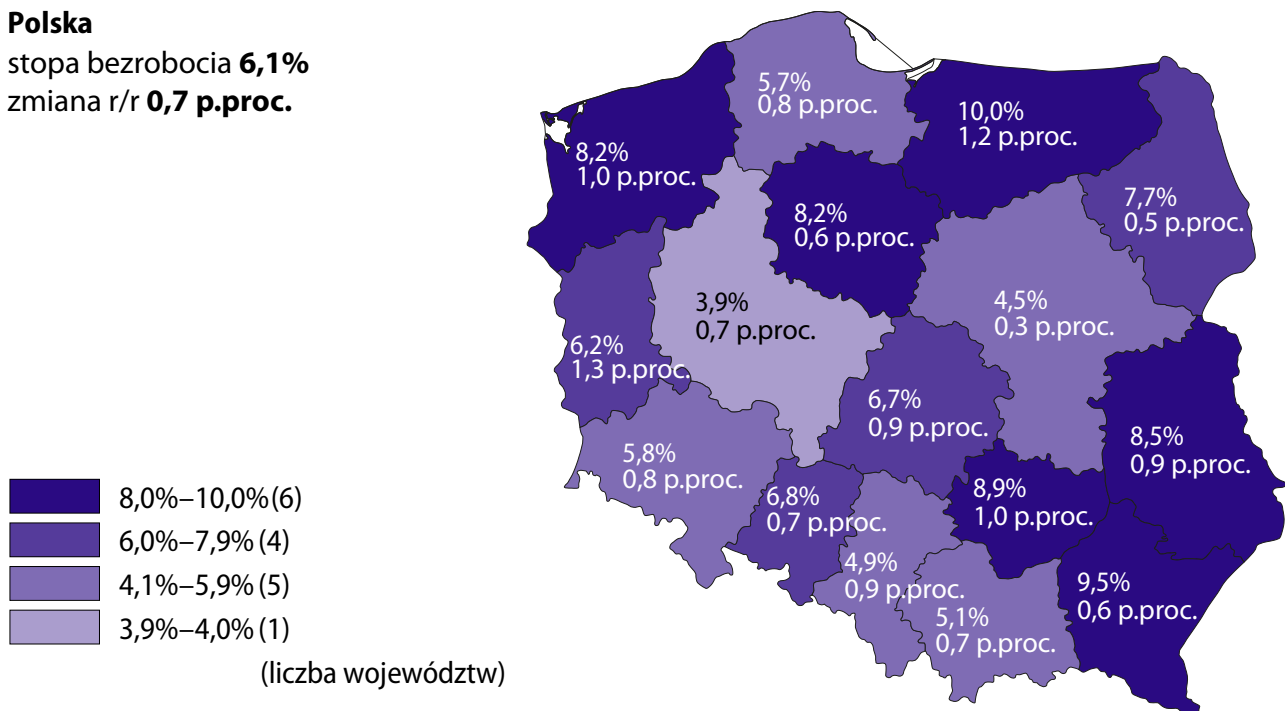 Polska
stopa bezrobocia 6,1%
zmiana r/r 0,7 p.proc.
5,7%
0,8 p.proc.
10,0%
1,2 p.proc.
8,2%
1,0 p.proc.
7,7%
0,5 p.proc.
8,2%
0,6 p.proc.
3,9%
0,7 p.proc.
4,5%
0,3 p.proc.
6,2%
1,3 p.proc.
6,7%
0,9 p.proc.
8,5%
0,9 p.proc.
5,8%
0,8 p.proc.
6,8%
0,7 p.proc.
8,9%
1,0 p.proc.
4,9%
0,9 p.proc.
9,5%
0,6 p.proc.
5,1%
0,7 p.proc.
8,0%–10,0% (6)
6,0%–7,9% (4)
4,1%–5,9% (5)
3,9%–4,0% (1)
(liczba województw)